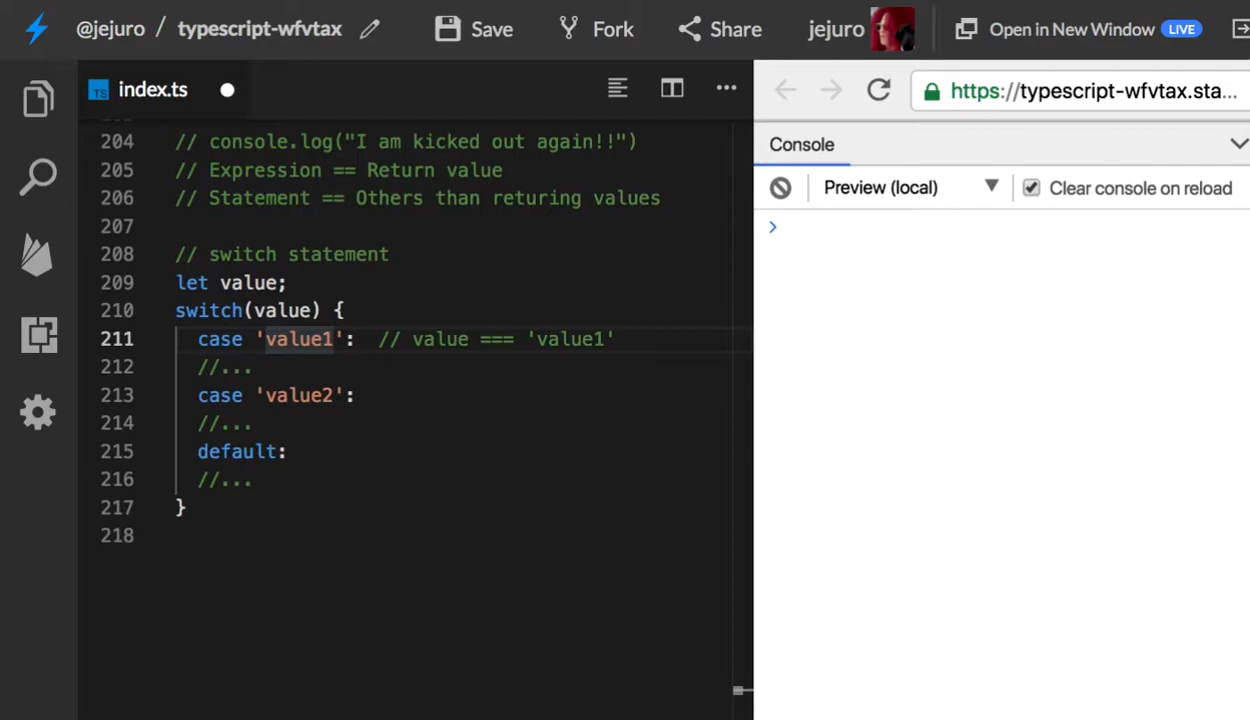 @jejuro / typescript-wfvtax Save Fork Share jejuro Open in New Window LIVE
TS index.ts
https://typescript-wfvtax.sta...
Console
Preview (local) Clear console on reload
204 // console.log("I am kicked out again!!")
205 // Expression == Return value
206 // Statement == Others than returing values
207
208 // switch statement
209 let value;
210 switch(value) {
211 case 'value1': // value === 'value1'
212 //...
213 case 'value2':
214 //...
215 default:
216 //...
217 }
218